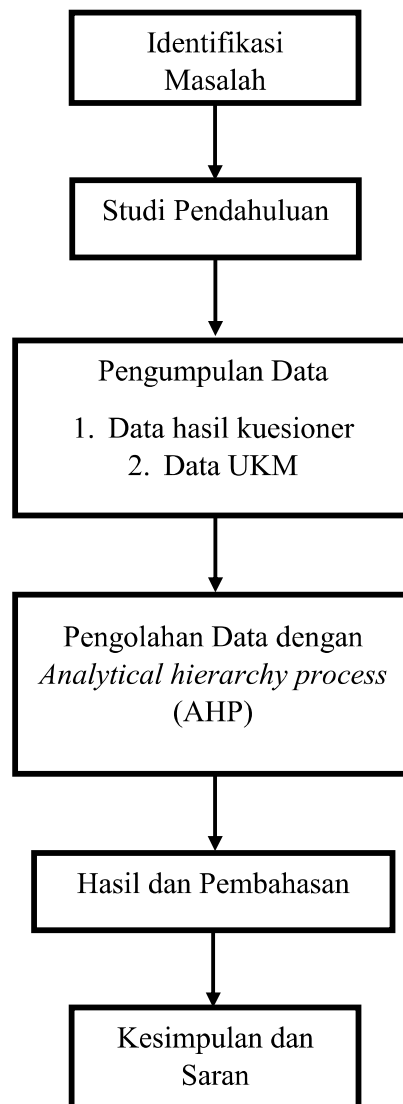 Identifikasi
Masalah
Studi Pendahuluan
Pengumpulan Data
1. Data hasil kuesioner
2. Data UKM
Pengolahan Data dengan
Analytical hierarchy process
(AHP)
Hasil dan Pembahasan
Kesimpulan dan
Saran